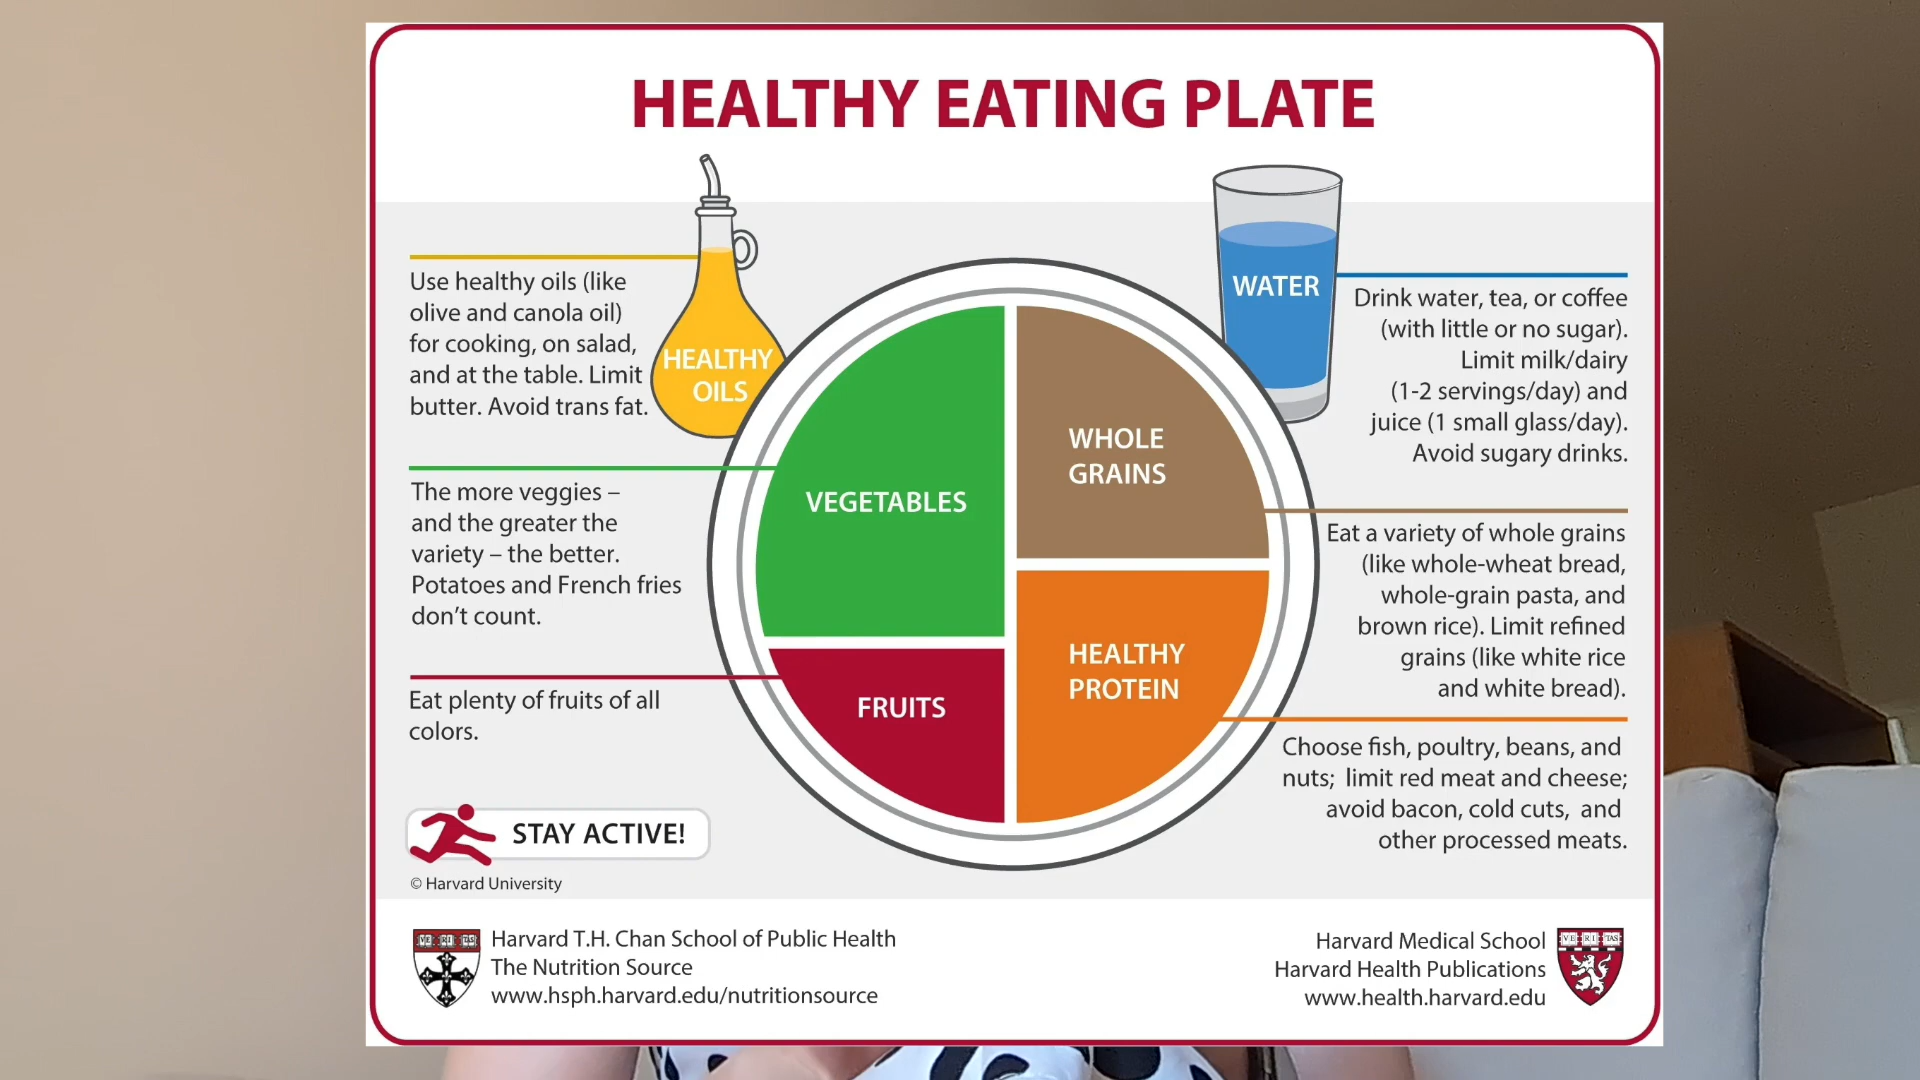 HEALTHY EATING PLATE
HEALTHY
OILS
Use healthy oils (like
olive and canola oil)
for cooking, on salad,
and at the table. Limit
butter. Avoid trans fat.
WATER
Drink water, tea, or coffee
(with little or no sugar).
Limit milk/dairy
(1-2 servings/day) and
juice (1 small glass/day).
Avoid sugary drinks.
VEGETABLES
The more veggies –
and the greater the
variety – the better.
Potatoes and French fries
don’t count.
WHOLE
GRAINS
Eat a variety of whole grains
(like whole-wheat bread,
whole-grain pasta, and
brown rice). Limit refined
grains (like white rice
and white bread).
FRUITS
Eat plenty of fruits of all
colors.
HEALTHY
PROTEIN
Choose fish, poultry, beans, and
nuts; limit red meat and cheese;
avoid bacon, cold cuts, and
other processed meats.
STAY ACTIVE!
© Harvard University
VE RI TAS
Harvard T.H. Chan School of Public Health
The Nutrition Source
www.hsph.harvard.edu/nutritionsource
Harvard Medical School
Harvard Health Publications
www.health.harvard.edu
VE RI TAS